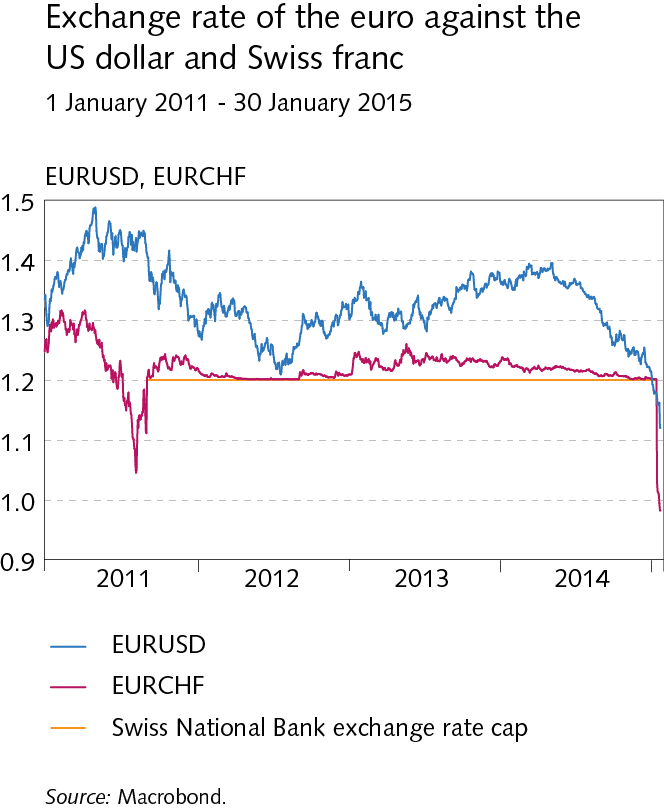 Exchange rate of the euro against the
US dollar and Swiss franc
1 January 2011 - 30 January 2015
EURUSD, EURCHF
1.5
1.4
1.3
1.2
1.1
1.0
0.9
2011 2012 2013 2014
EURUSD
EURCHF
Swiss National Bank exchange rate cap
Source: Macrobond.